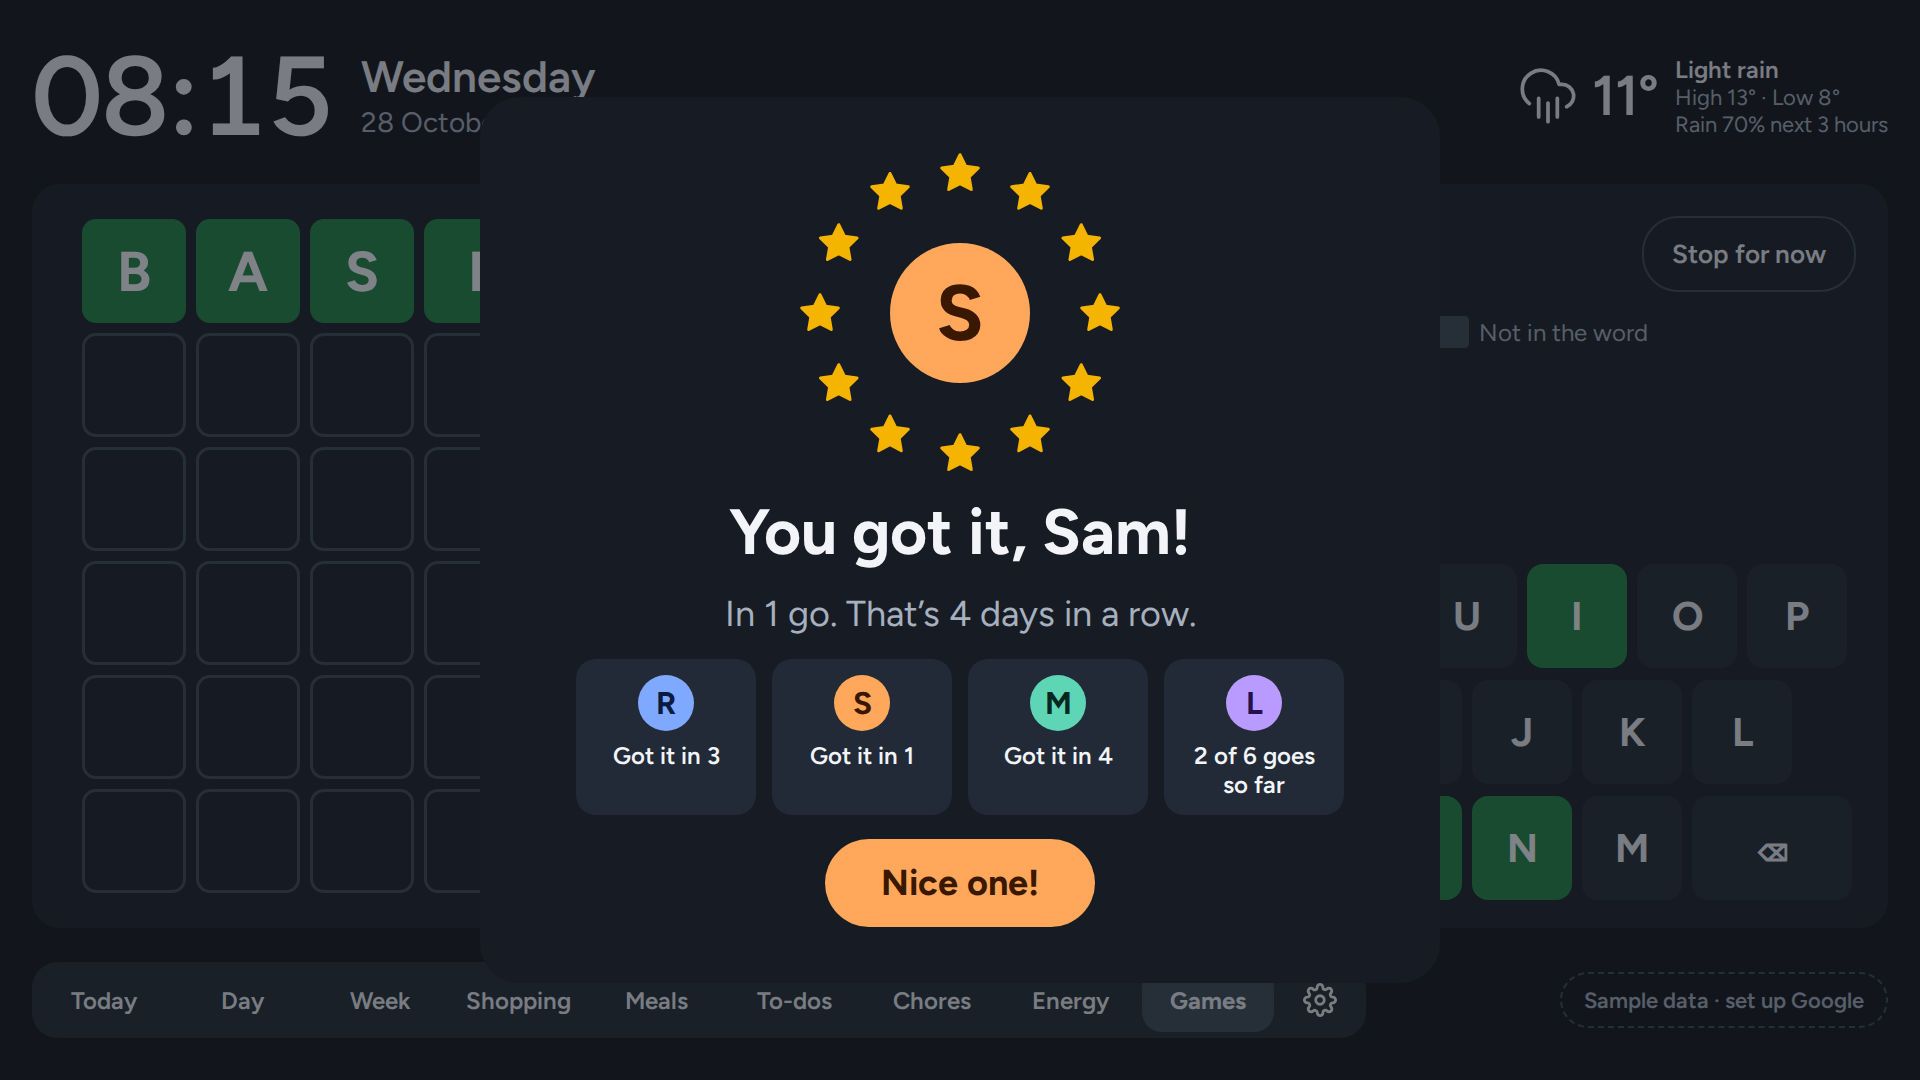 08:15
Wednesday
28 Octob
11°
Light rain
High 13° · Low 8°
Rain 70% next 3 hours
B A S
Stop for now
Not in the word
S
You got it, Sam!
In 1 go. That's 4 days in a row.
R S M L
Got it in 3
Got it in 1
Got it in 4
2 of 6 goes
so far
Nice one!
U I O P
J K L
N M
Today Day Week Shopping Meals To-dos Chores Energy Games
Sample data · set up Google